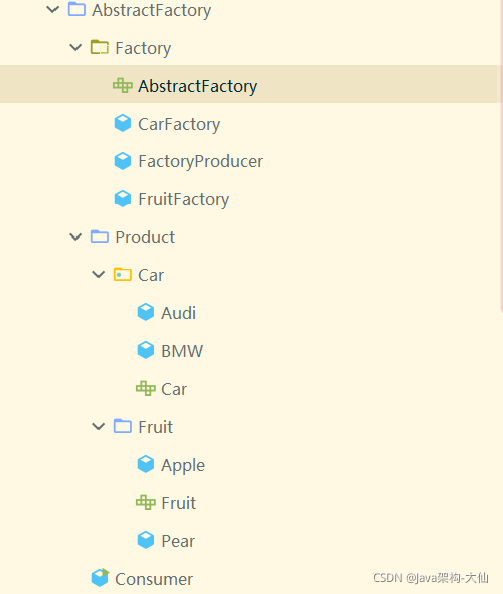 AbstractFactory
Factory
AbstractFactory
CarFactory
FactoryProducer
FruitFactory
Product
Car
Audi
BMW
Car
Fruit
Apple
Fruit
Pear
Consumer
CSDN @Java架构-大仙